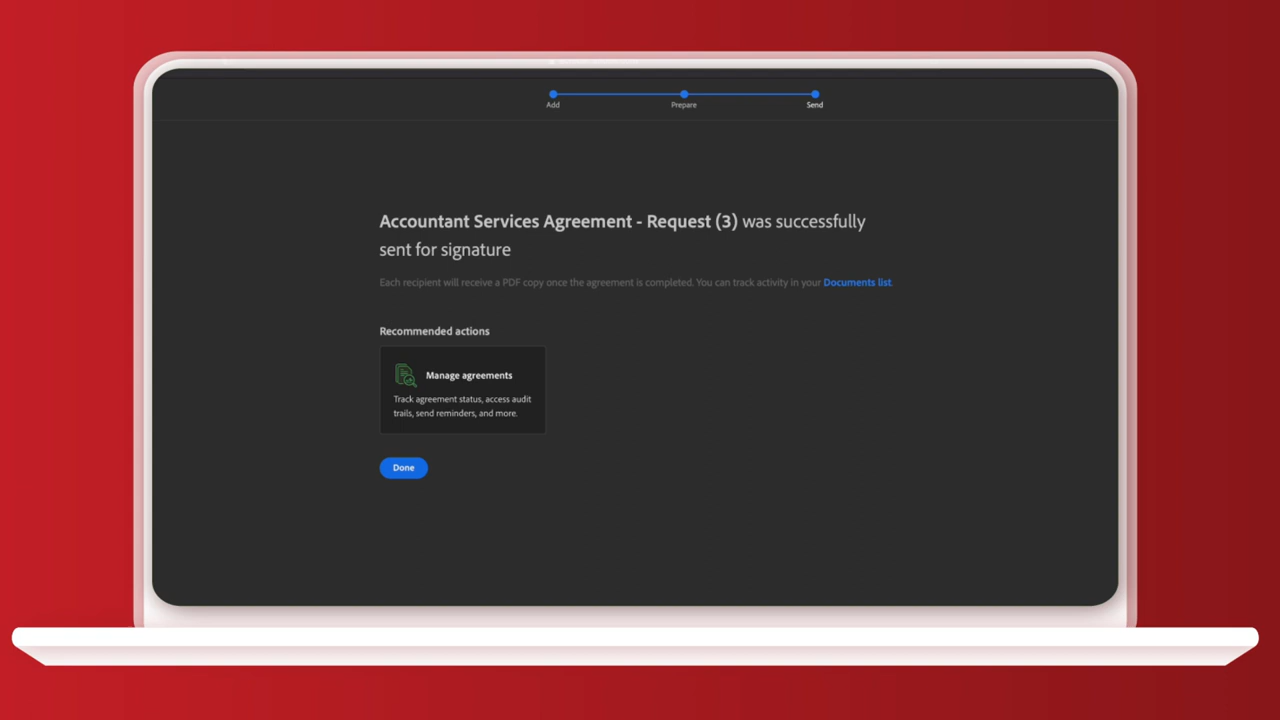 Add
Prepare
Send
Accountant Services Agreement - Request (3) was successfully
sent for signature
Each recipient will receive a PDF copy once the agreement is completed. You can track activity in your Documents list.
Recommended actions
Manage agreements
Track agreement status, access audit
trails, send reminders, and more.
Done